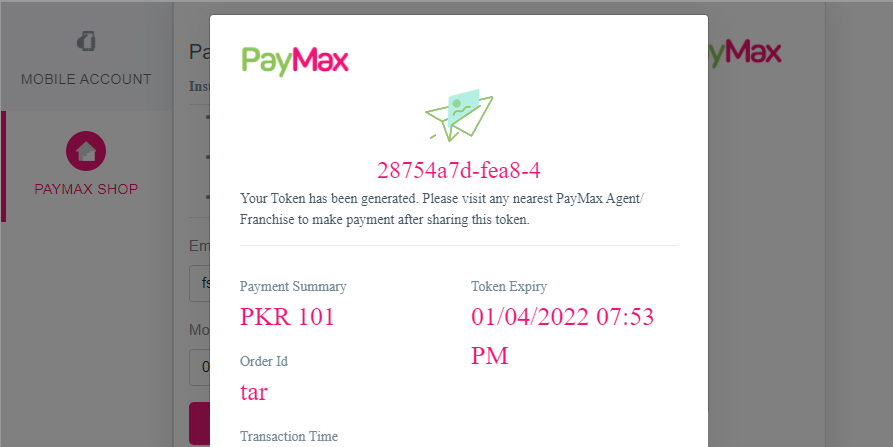 MOBILE ACCOUNT
PAYMAX SHOP
Pa
Inst
Em
fs
Mo
0
PayMax
yMax
28754a7d-fea8-4
Your Token has been generated. Please visit any nearest PayMax Agent/
Franchise to make payment after sharing this token.
Payment Summary
PKR 101
Token Expiry
01/04/2022 07:53
PM
Order Id
tar
Transaction Time